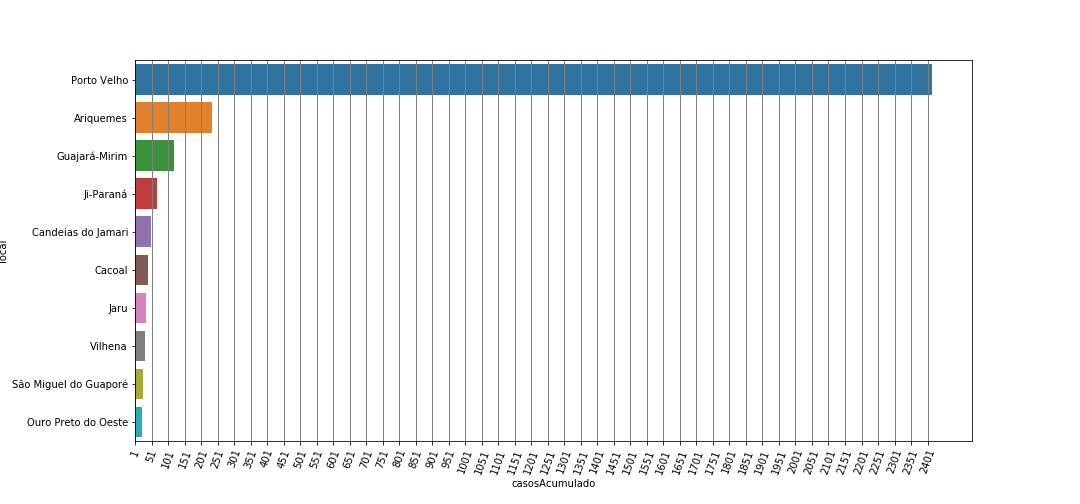 Porto Velho
Ariquemes
Guajará-Mirim
Ji-Paraná
Candeias do Jamari
local
Cacoal
Jaru
Vilhena
São Miguel do Guaporé
Ouro Preto do Oeste
1 51 101 151 201 251 301 351 401 451 501 551 601 651 701 751 801 851 901 951 1001 1051 1101 1151 1201 1251 1301 1351 1401 1451 1501 1551 1601 1651 1701 1751 1801 1851 1901 1951 2001 2051 2101 2151 2201 2251 2301 2351 2401
casosAcumulado